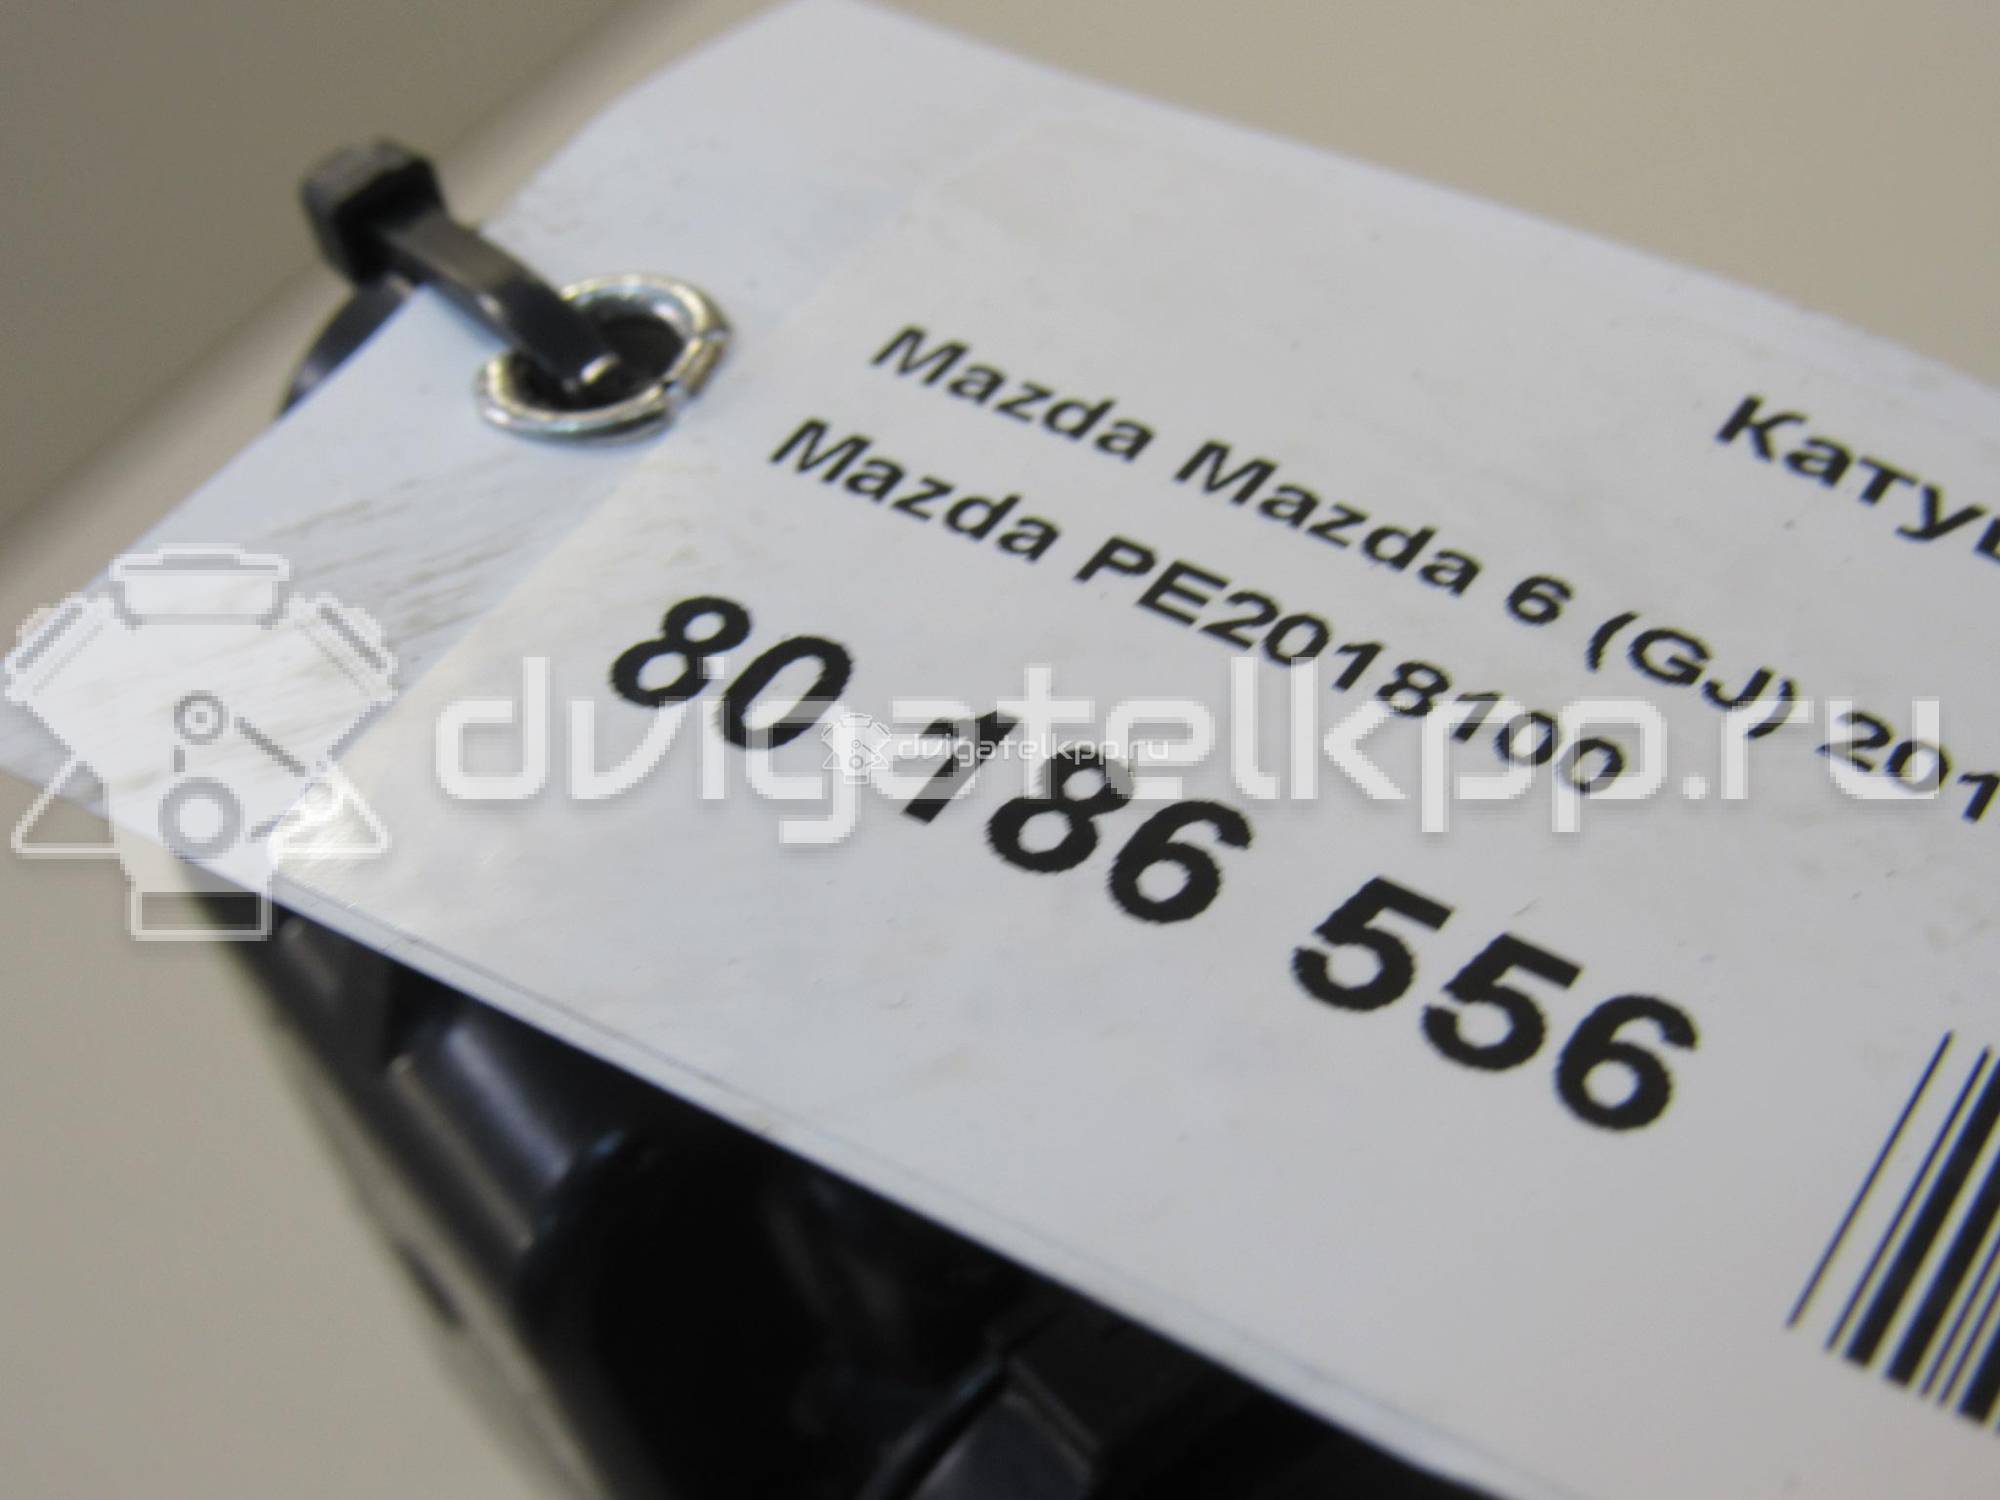 Mazda Mazda 6 (GJ) 201
Mazda PE2018100
80 186 556
dvigatelkpp.ru
dvigatelkpp.ru